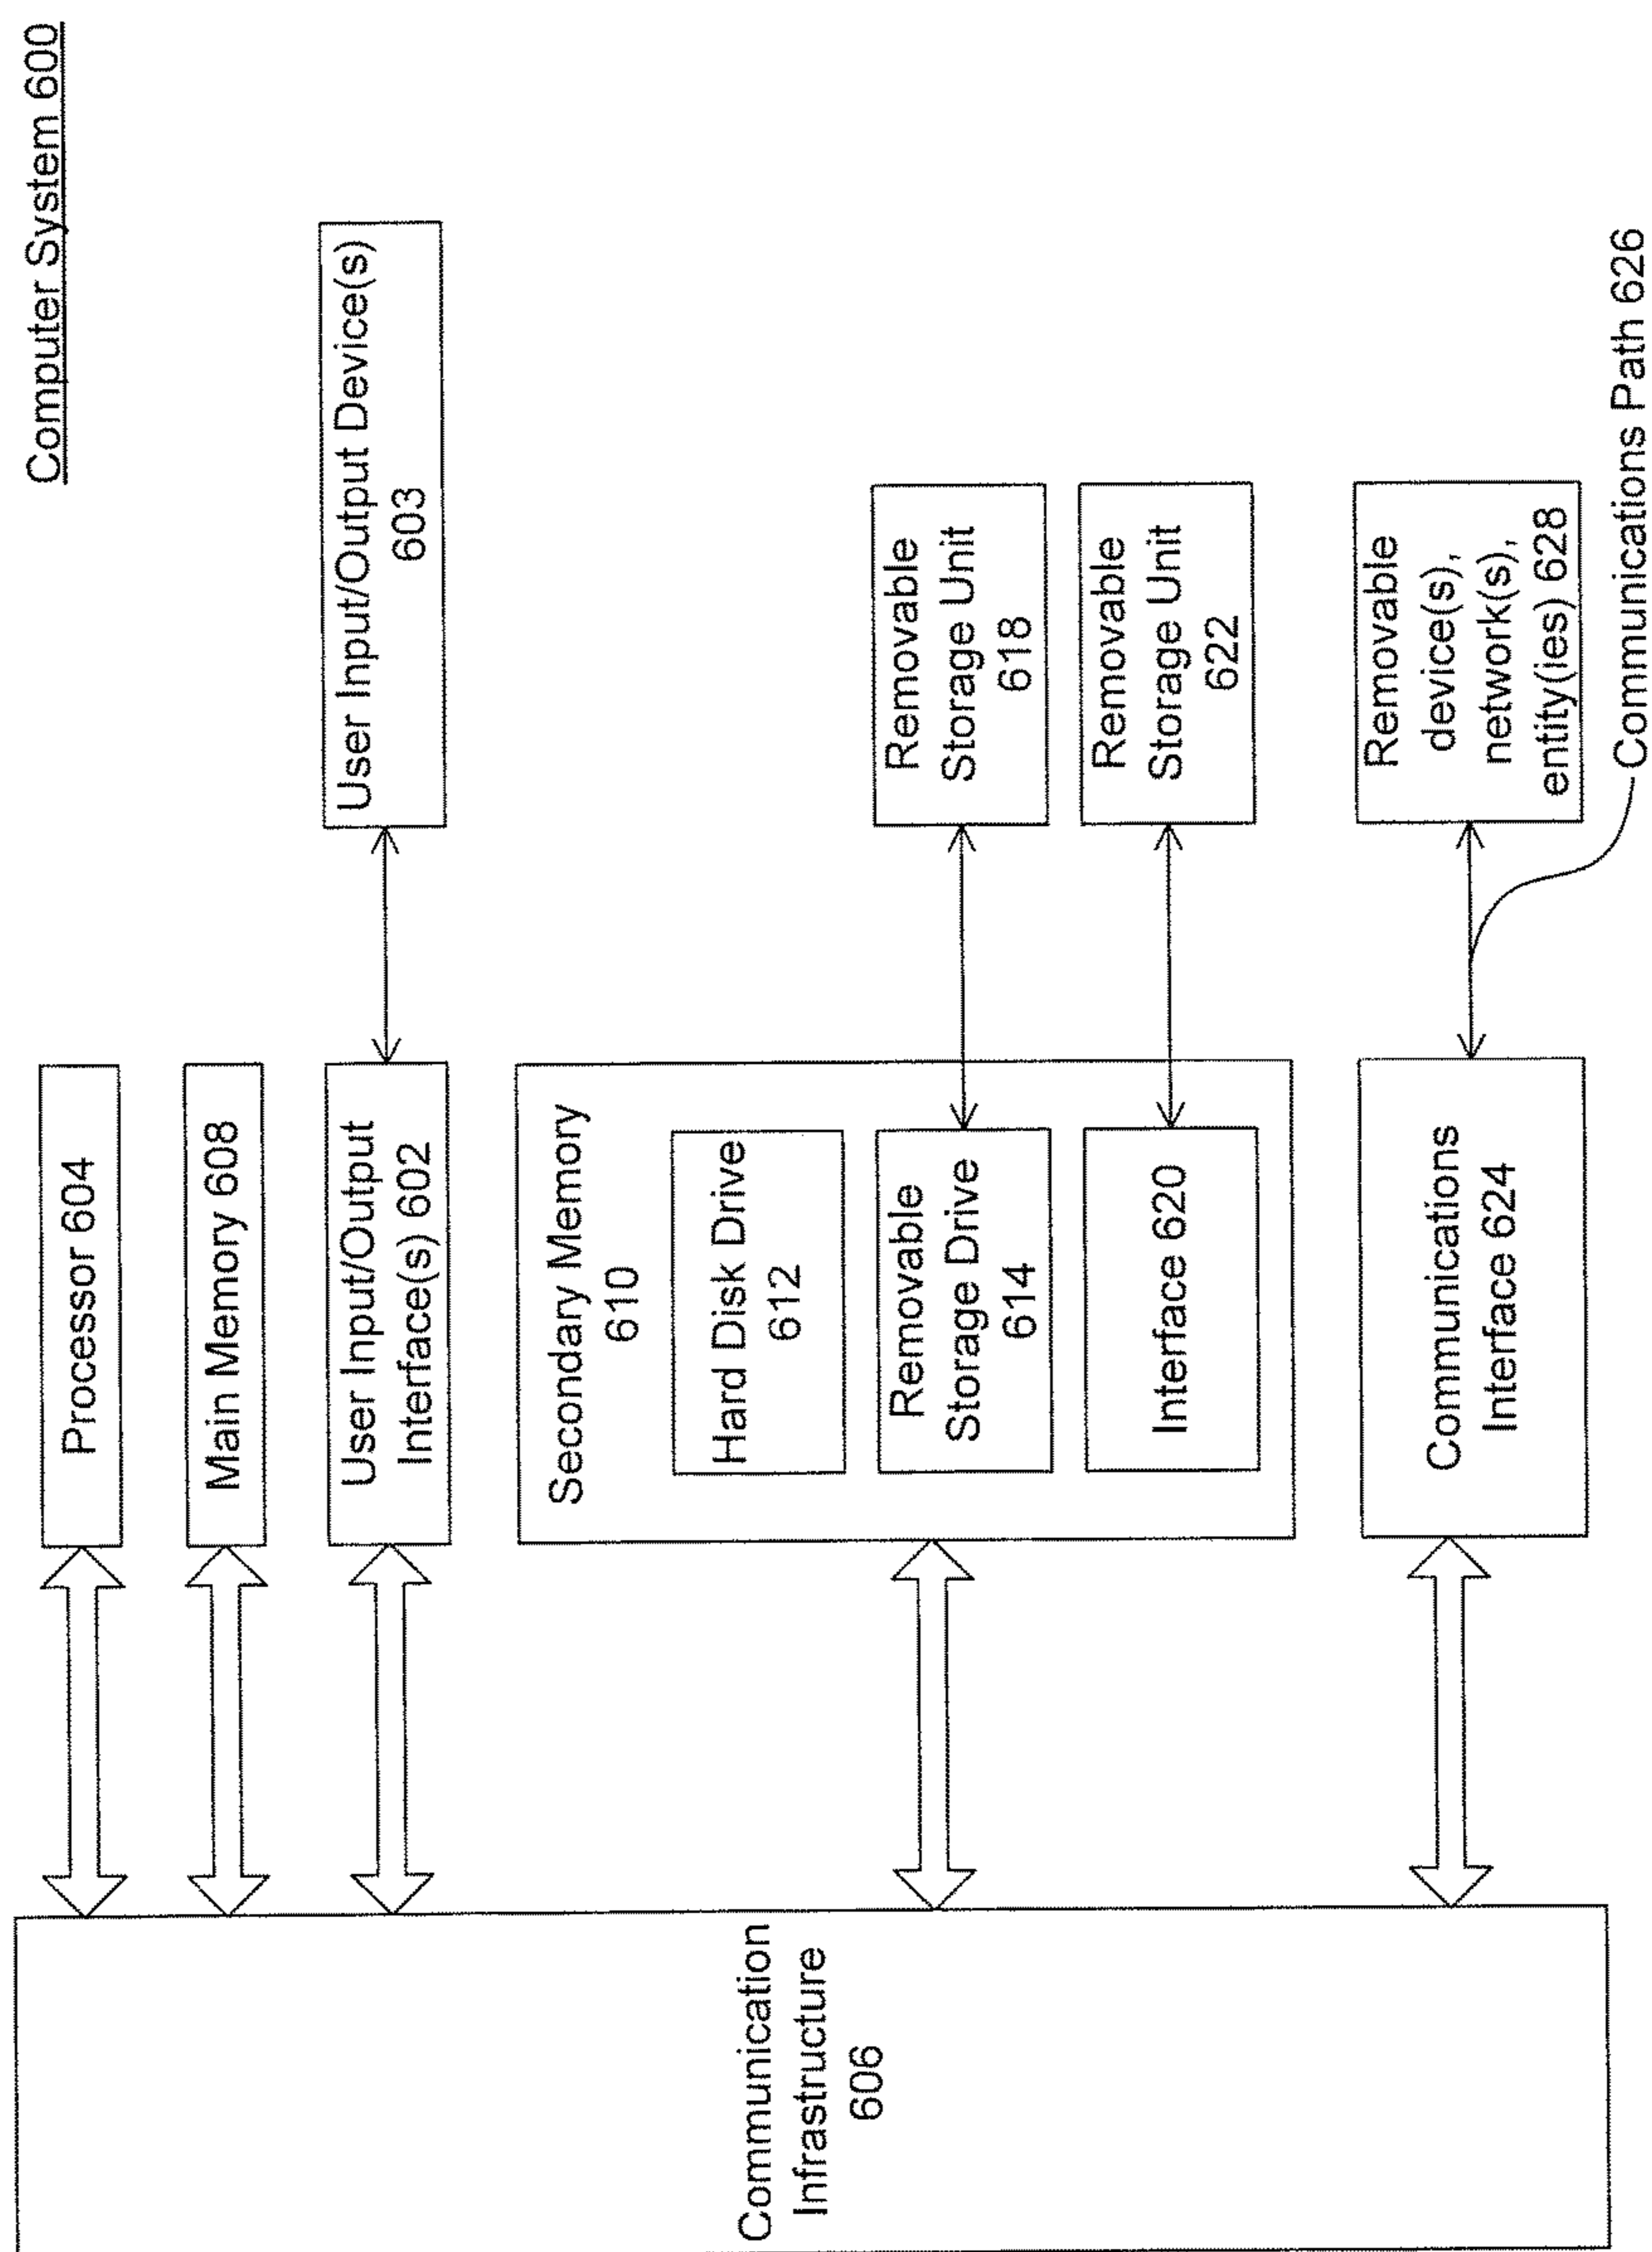 Computer System 600
Processor 604
Main Memory 608
User Input/Output
Interface(s) 602
User Input/Output Device(s)
603
Secondary Memory
610
Hard Disk Drive
612
Removable
Storage Drive
614
Removable
Storage Unit
618
Interface 620
Removable
Storage Unit
622
Communications
Interface 624
Removable
device(s),
network(s),
entity(ies) 628
Communications Path 626
Communication
Infrastructure
606